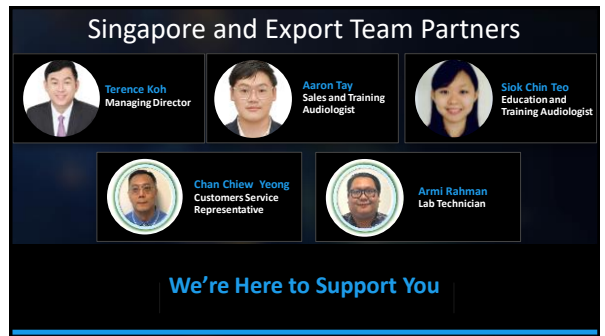 Singapore and Export Team Partners
Terence Koh
Managing Director
Aaron Tay
Sales and Training
Audiologist
Siok Chin Teo
Education and
Training Audiologist
Chan Chiew Yeong
Customers Service
Representative
Armi Rahman
Lab Technician
We're Here to Support You